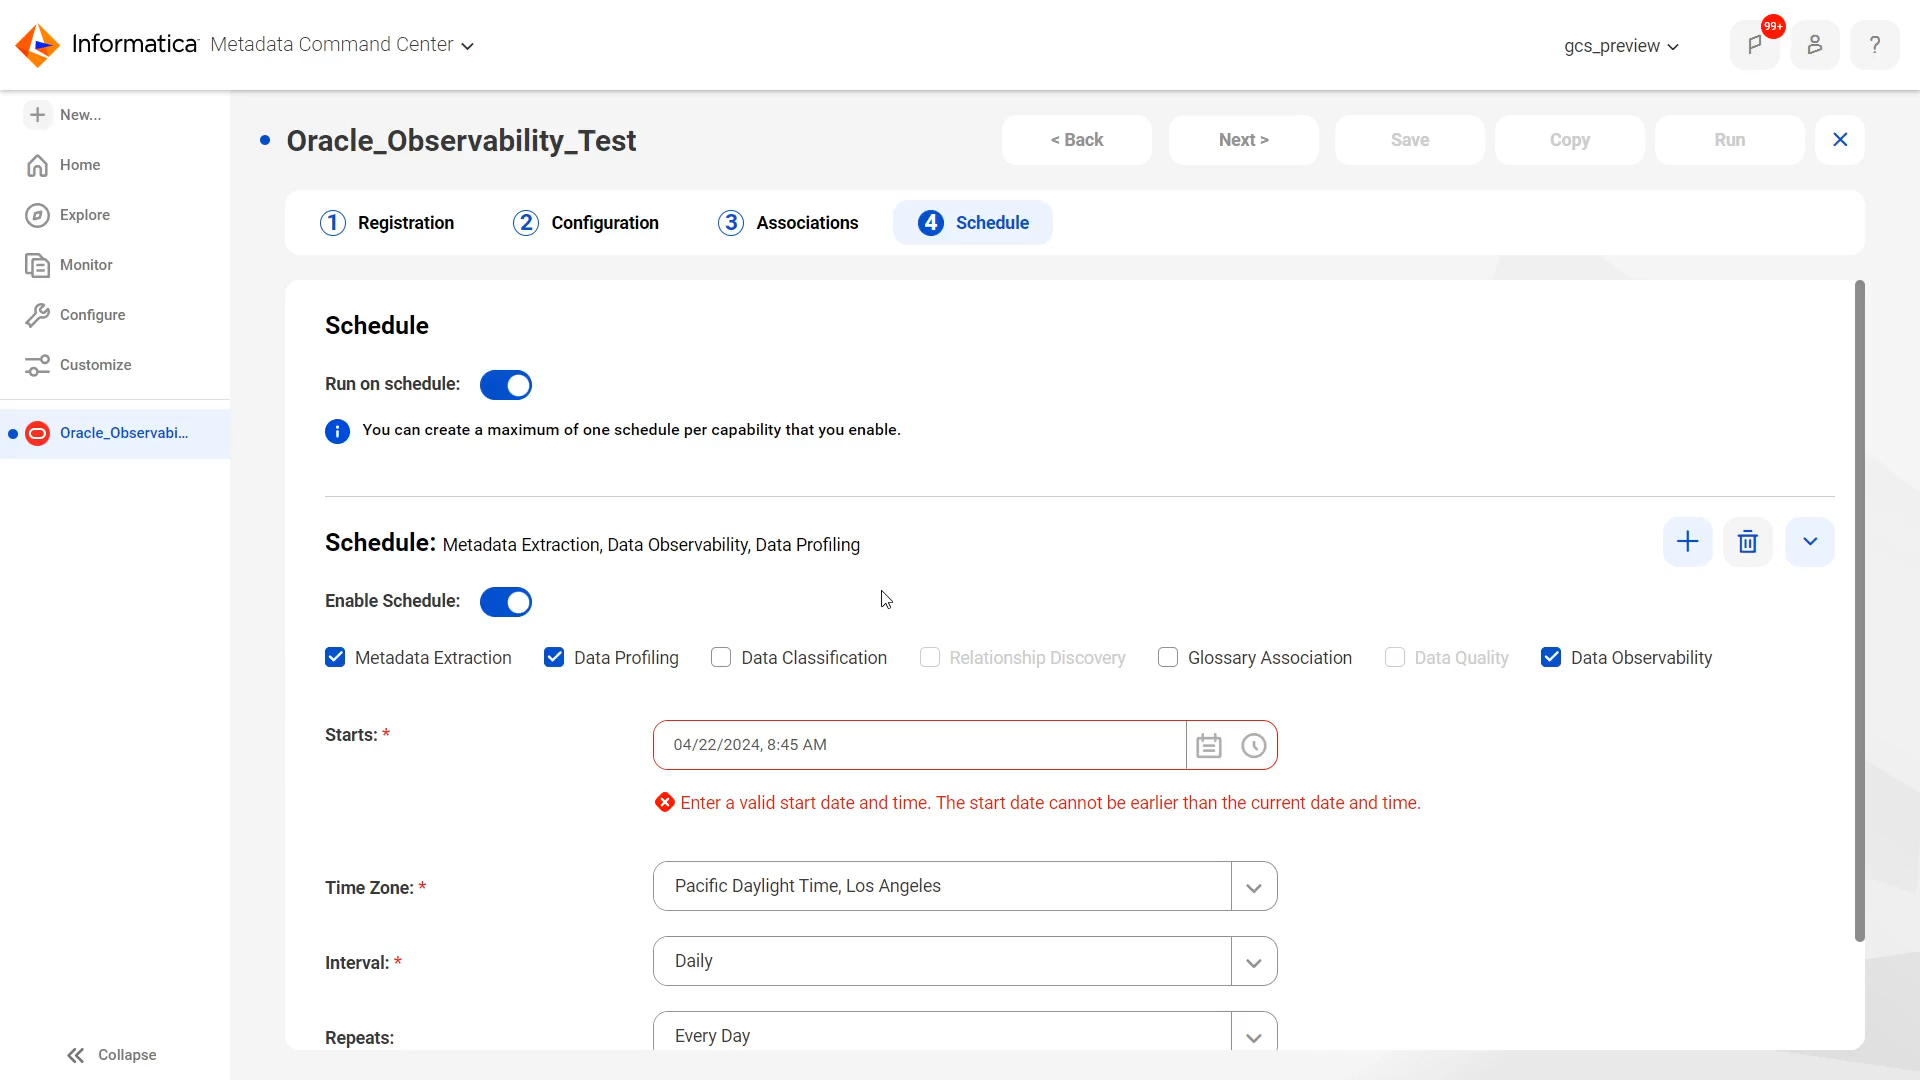 Informatica Metadata Command Center
gcs_preview
99+
?
New...
Home
Explore
Monitor
Configure
Customize
Oracle_Observabi...
Collapse
Oracle_Observability_Test
< Back
Next >
Save
Copy
Run
1 Registration
2 Configuration
3 Associations
4 Schedule
Schedule
Run on schedule:
You can create a maximum of one schedule per capability that you enable.
Schedule: Metadata Extraction, Data Observability, Data Profiling
Enable Schedule:
Metadata Extraction
Data Profiling
Data Classification
Relationship Discovery
Glossary Association
Data Quality
Data Observability
Starts: *
04/22/2024, 8:45 AM
Enter a valid start date and time. The start date cannot be earlier than the current date and time.
Time Zone: *
Pacific Daylight Time, Los Angeles
Interval: *
Daily
Repeats:
Every Day